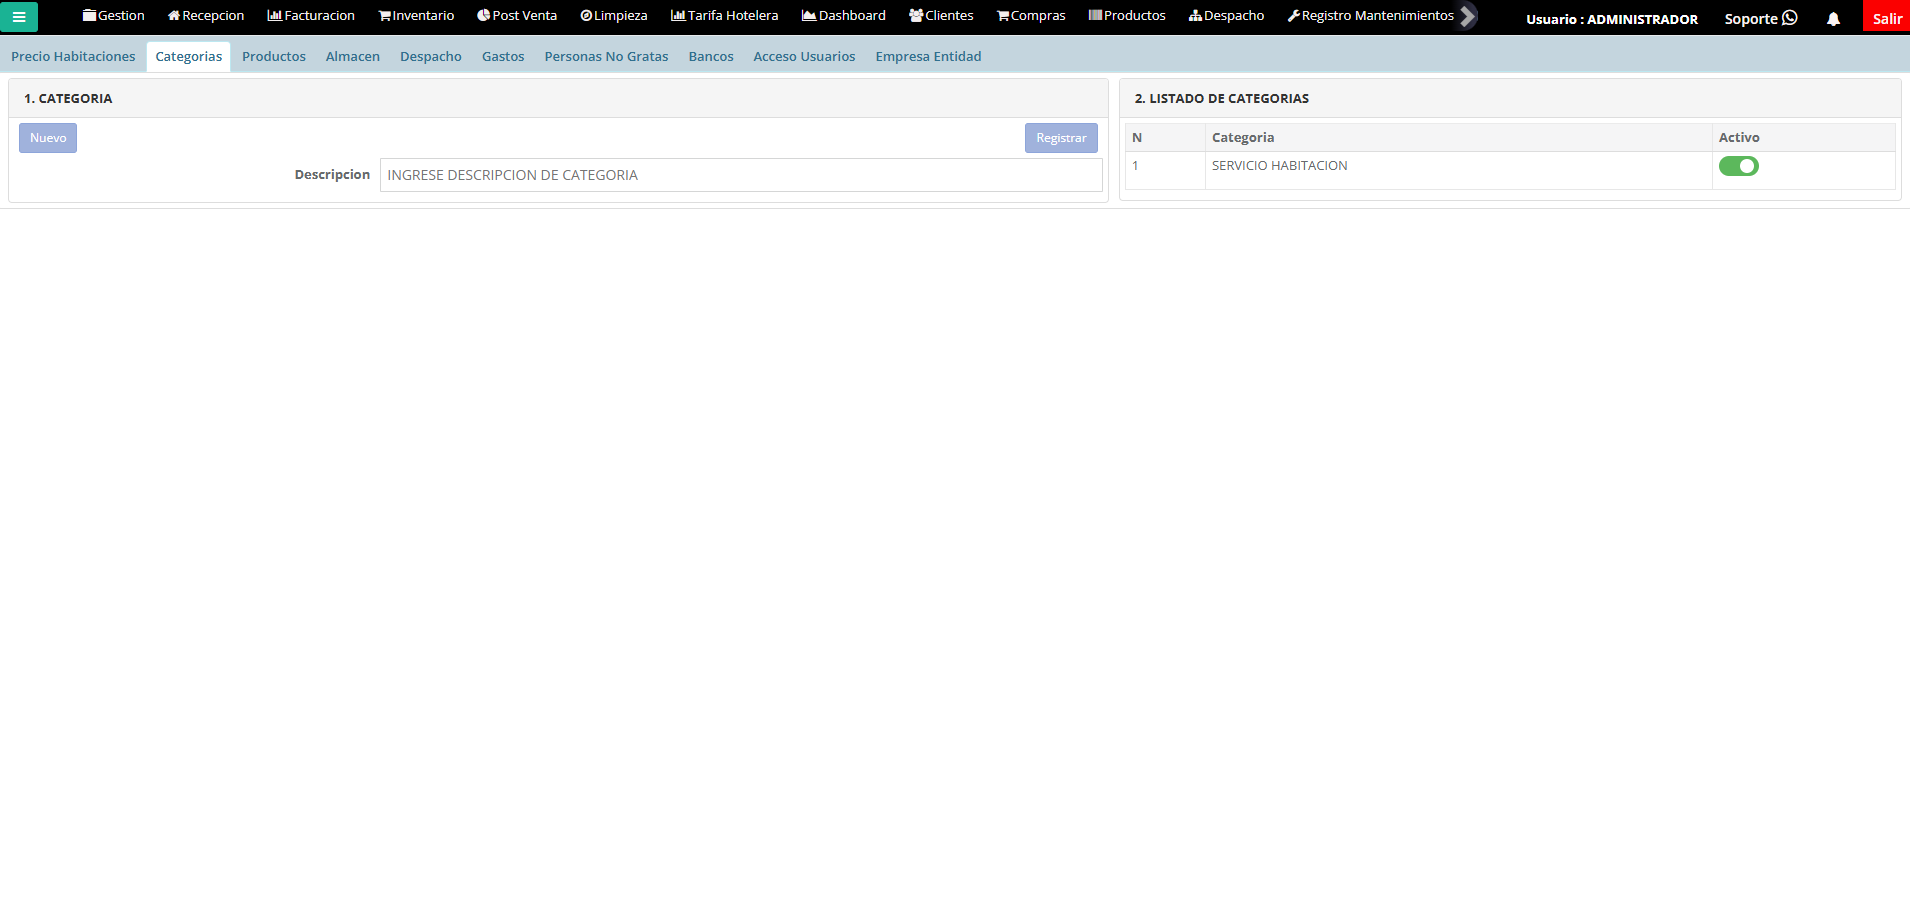 Gestion Recepcion Facturacion Inventario Post Venta Limpieza Tarifa Hotelera Dashboard Clientes Compras Productos Despacho Registro Mantenimientos Usuario : ADMINISTRADOR Soporte Salir
Precio Habitaciones Categorias Productos Almacen Despacho Gastos Personas No Gratas Bancos Acceso Usuarios Empresa Entidad
1. CATEGORIA
Nuevo Registrar
Descripcion INGRESE DESCRIPCION DE CATEGORIA
2. LISTADO DE CATEGORIAS
N Categoria Activo
1 SERVICIO HABITACION